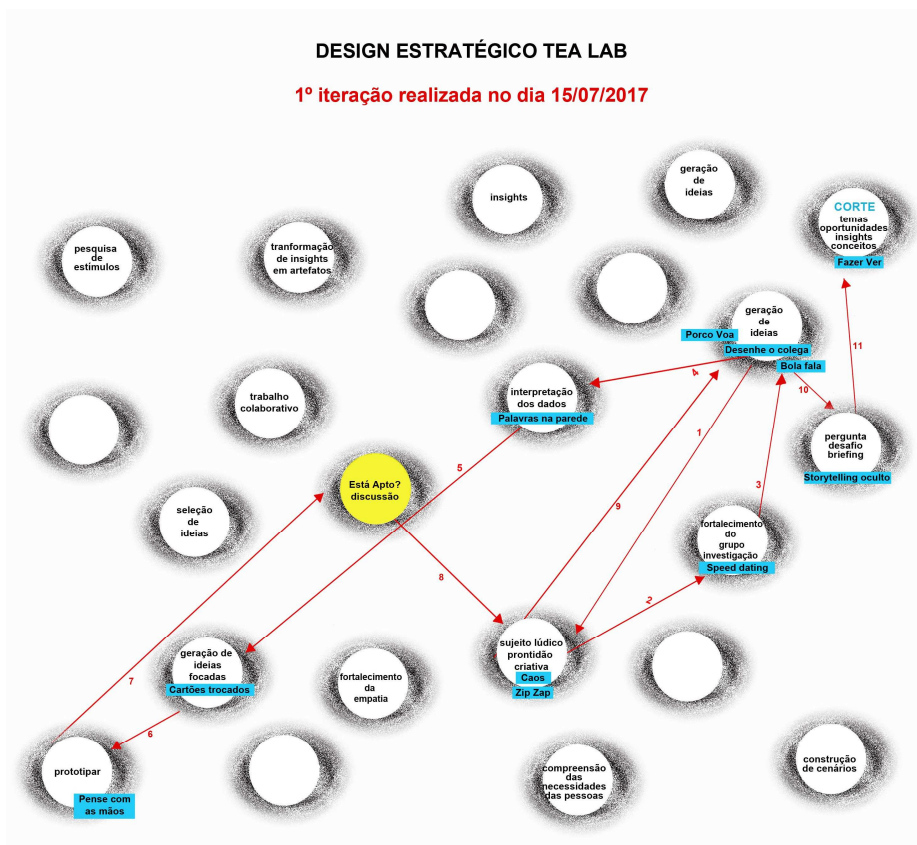 DESIGN ESTRATÉGICO TEA LAB
1º iteração realizada no dia 15/07/2017
insights
geração
de
ideias
CORTE
temas
oportunidades
insights
conceitos
Fazer Ver
pesquisa
de
estimulos
tranformação
de insights
em artefatos
geração
de
ideias
Porco Voa
Desenhe o colega
Bola fala
11
4
10
trabalho
colaborativo
interpretação
dos dados
Palavras na parede
1
pergunta
desafio
briefing
Storytelling oculto
5
Está Apto?
discussão
3
9
seleção
de
ideias
fortalecimento
do
grupo
investigação
Speed dating
8
2
sujeito lúdico
prontidão
criativa
Caos
Zip Zap
7
geração de
ideias
focadas
Cartões trocados
fortalecimento
da
empatia
6
prototipar
Pense com
as mãos
compreensão
das
necessidades
das pessoas
construção
de cenários